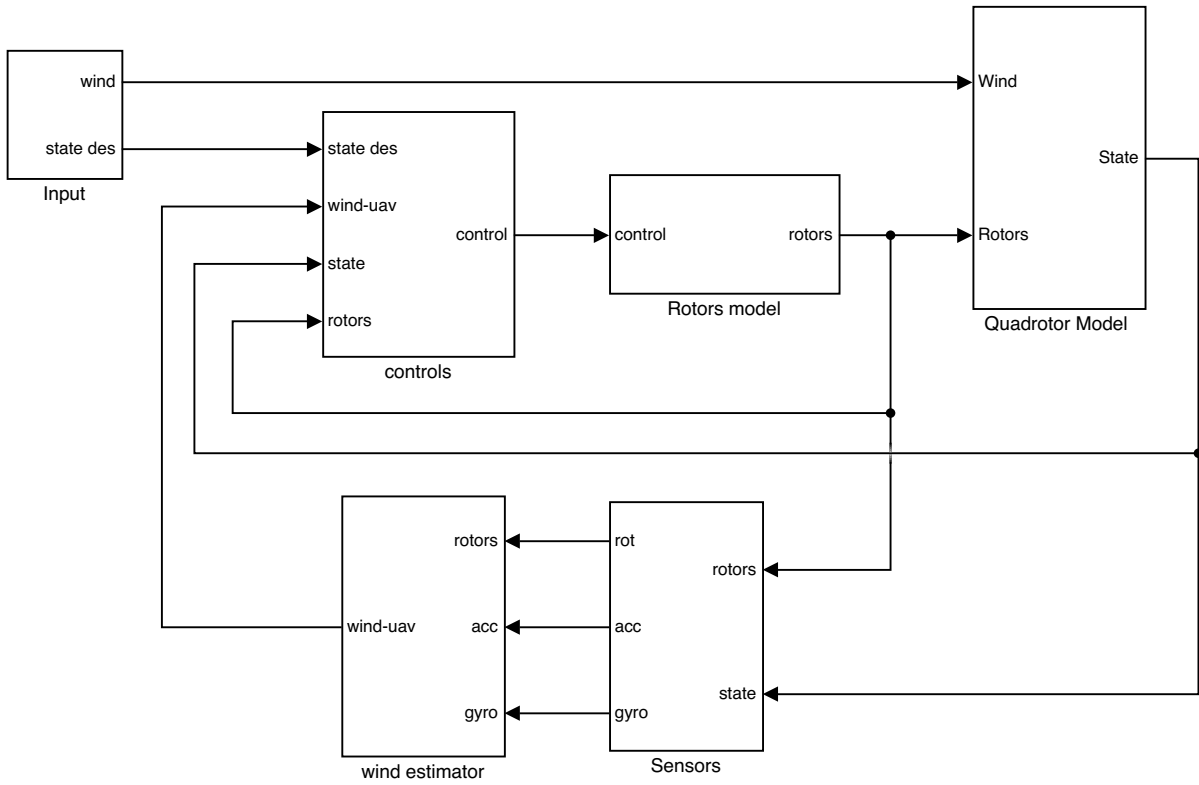 wind
state des
Input
state des
wind-uav
state
rotors
control
controls
control
rotors
Rotors model
Wind
State
Rotors
Quadrotor Model
rotors
wind-uav
acc
gyro
wind estimator
rot
rotors
acc
state
gyro
Sensors